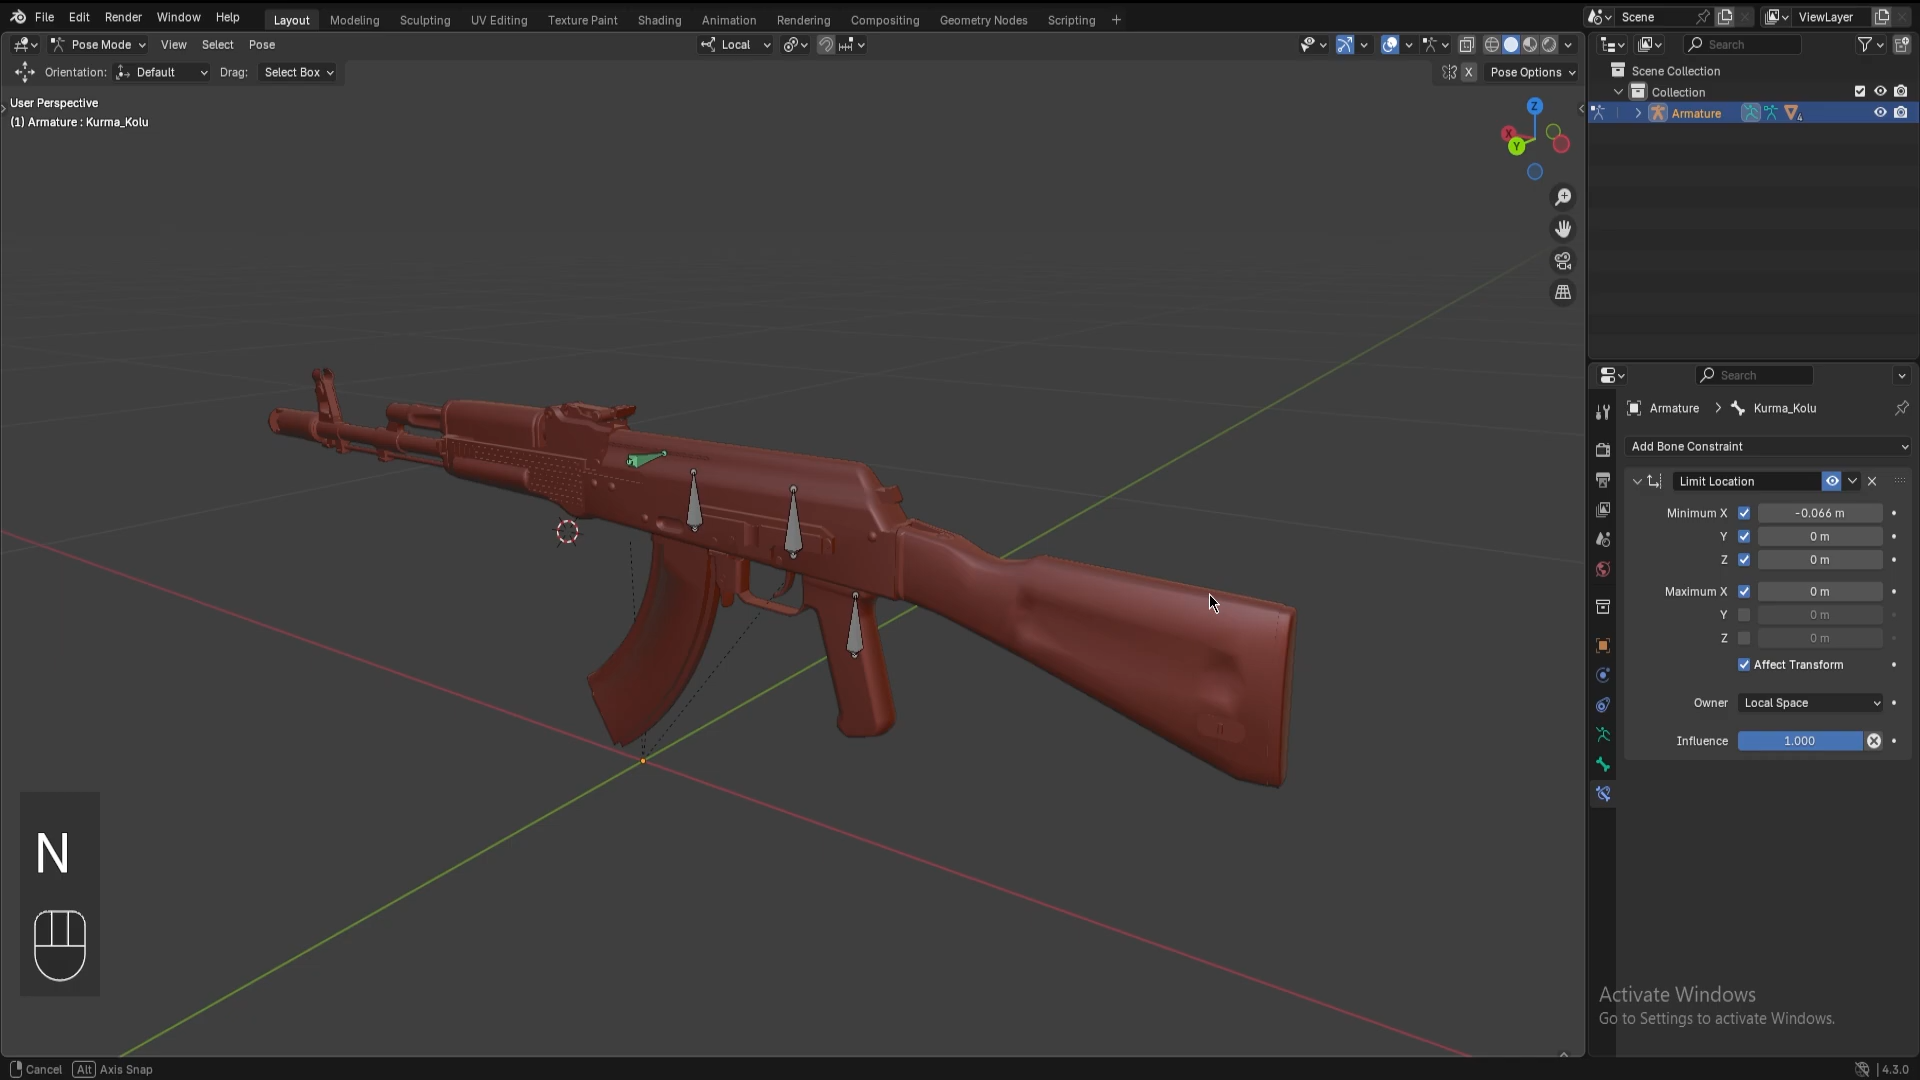 File Edit Render Window Help Layout Modeling Sculpting UV Editing Texture Paint Shading Animation Rendering Compositing Geometry Nodes Scripting + Scene ViewLayer
Pose Mode View Select Pose Local Search
Orientation: Default Drag: Select Box X Pose Options
Scene Collection
Collection
Armature 4
User Perspective
(1) Armature : Kurma_Kolu
Z
X
Y
Search
Armature > Kurma_Kolu
Add Bone Constraint
Limit Location
Minimum X -0.066 m
Y 0 m
Z 0 m
Maximum X 0 m
Y 0 m
Z 0 m
Affect Transform
Owner Local Space
Influence 1.000
N
Activate Windows
Go to Settings to activate Windows.
Cancel Alt Axis Snap 4.3.0